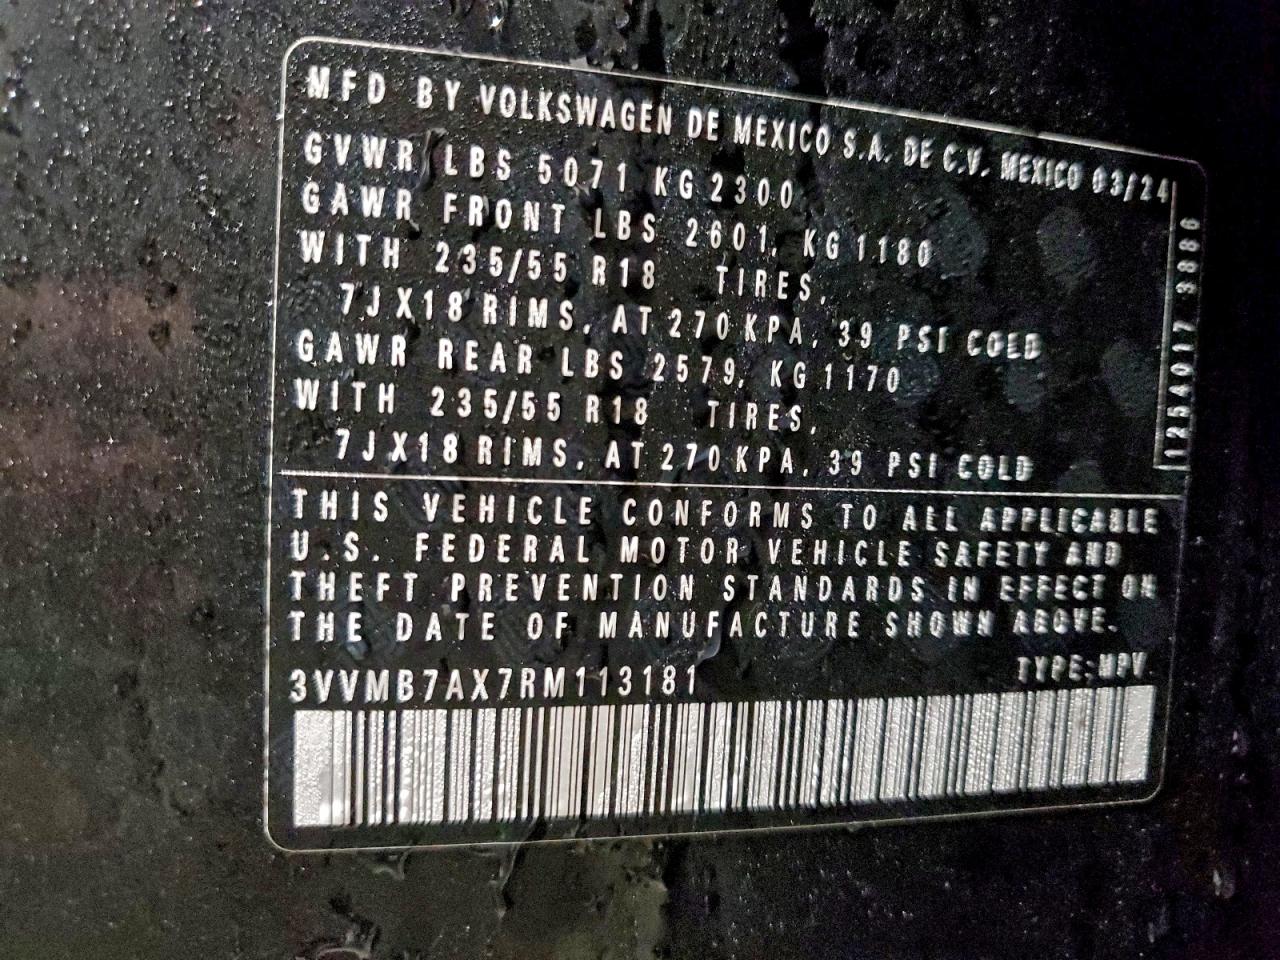 MFD BY VOLKSWAGEN DE MEXICO S.A. DE C.V. MEXICO 03/24
GVWR LBS 5071 KG 2300
GAWR FRONT LBS 2601, KG 1180
WITH 235/55 R18 TIRES,
7JX18 RIMS, AT 270 KPA, 39 PSI COLD
GAWR REAR LBS 2579, KG 1170
WITH 235/55 R18 TIRES,
7JX18 RIMS, AT 270 KPA, 39 PSI COLD
125A017 3886
THIS VEHICLE CONFORMS TO ALL APPLICABLE
U.S. FEDERAL MOTOR VEHICLE SAFETY AND
THEFT PREVENTION STANDARDS IN EFFECT ON
THE DATE OF MANUFACTURE SHOWN ABOVE.
3VVMB7AX7RM113181 TYPE:MPV